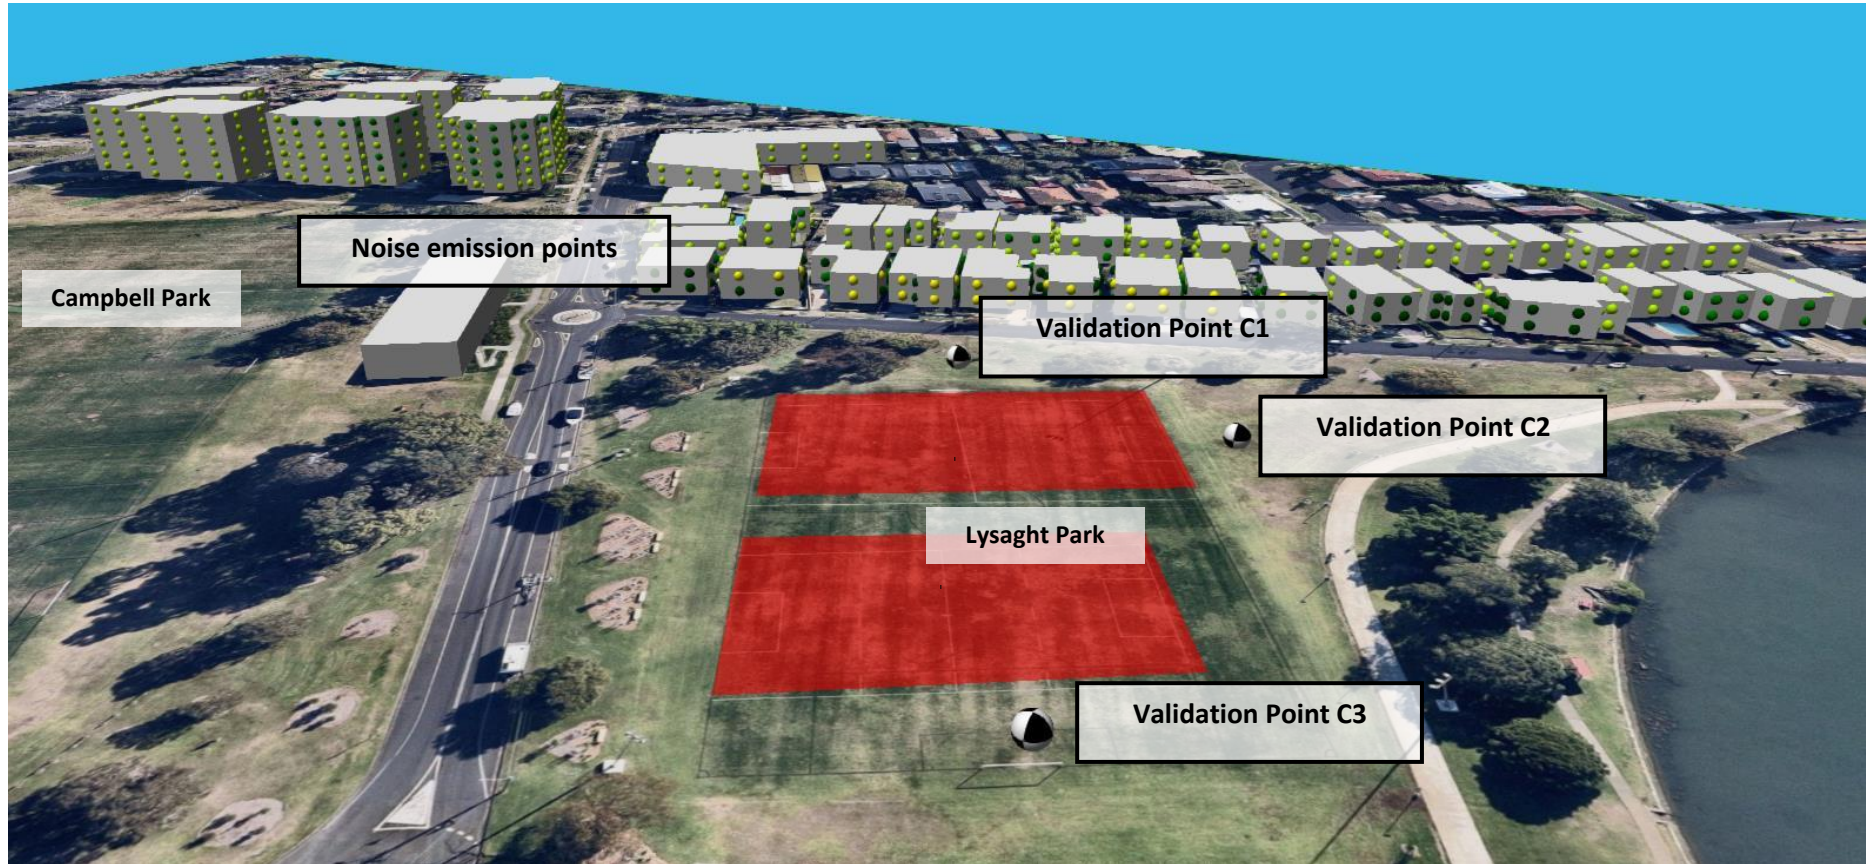 Noise emission points
Campbell Park
Validation Point C1
Validation Point C2
Lysaght Park
Validation Point C3